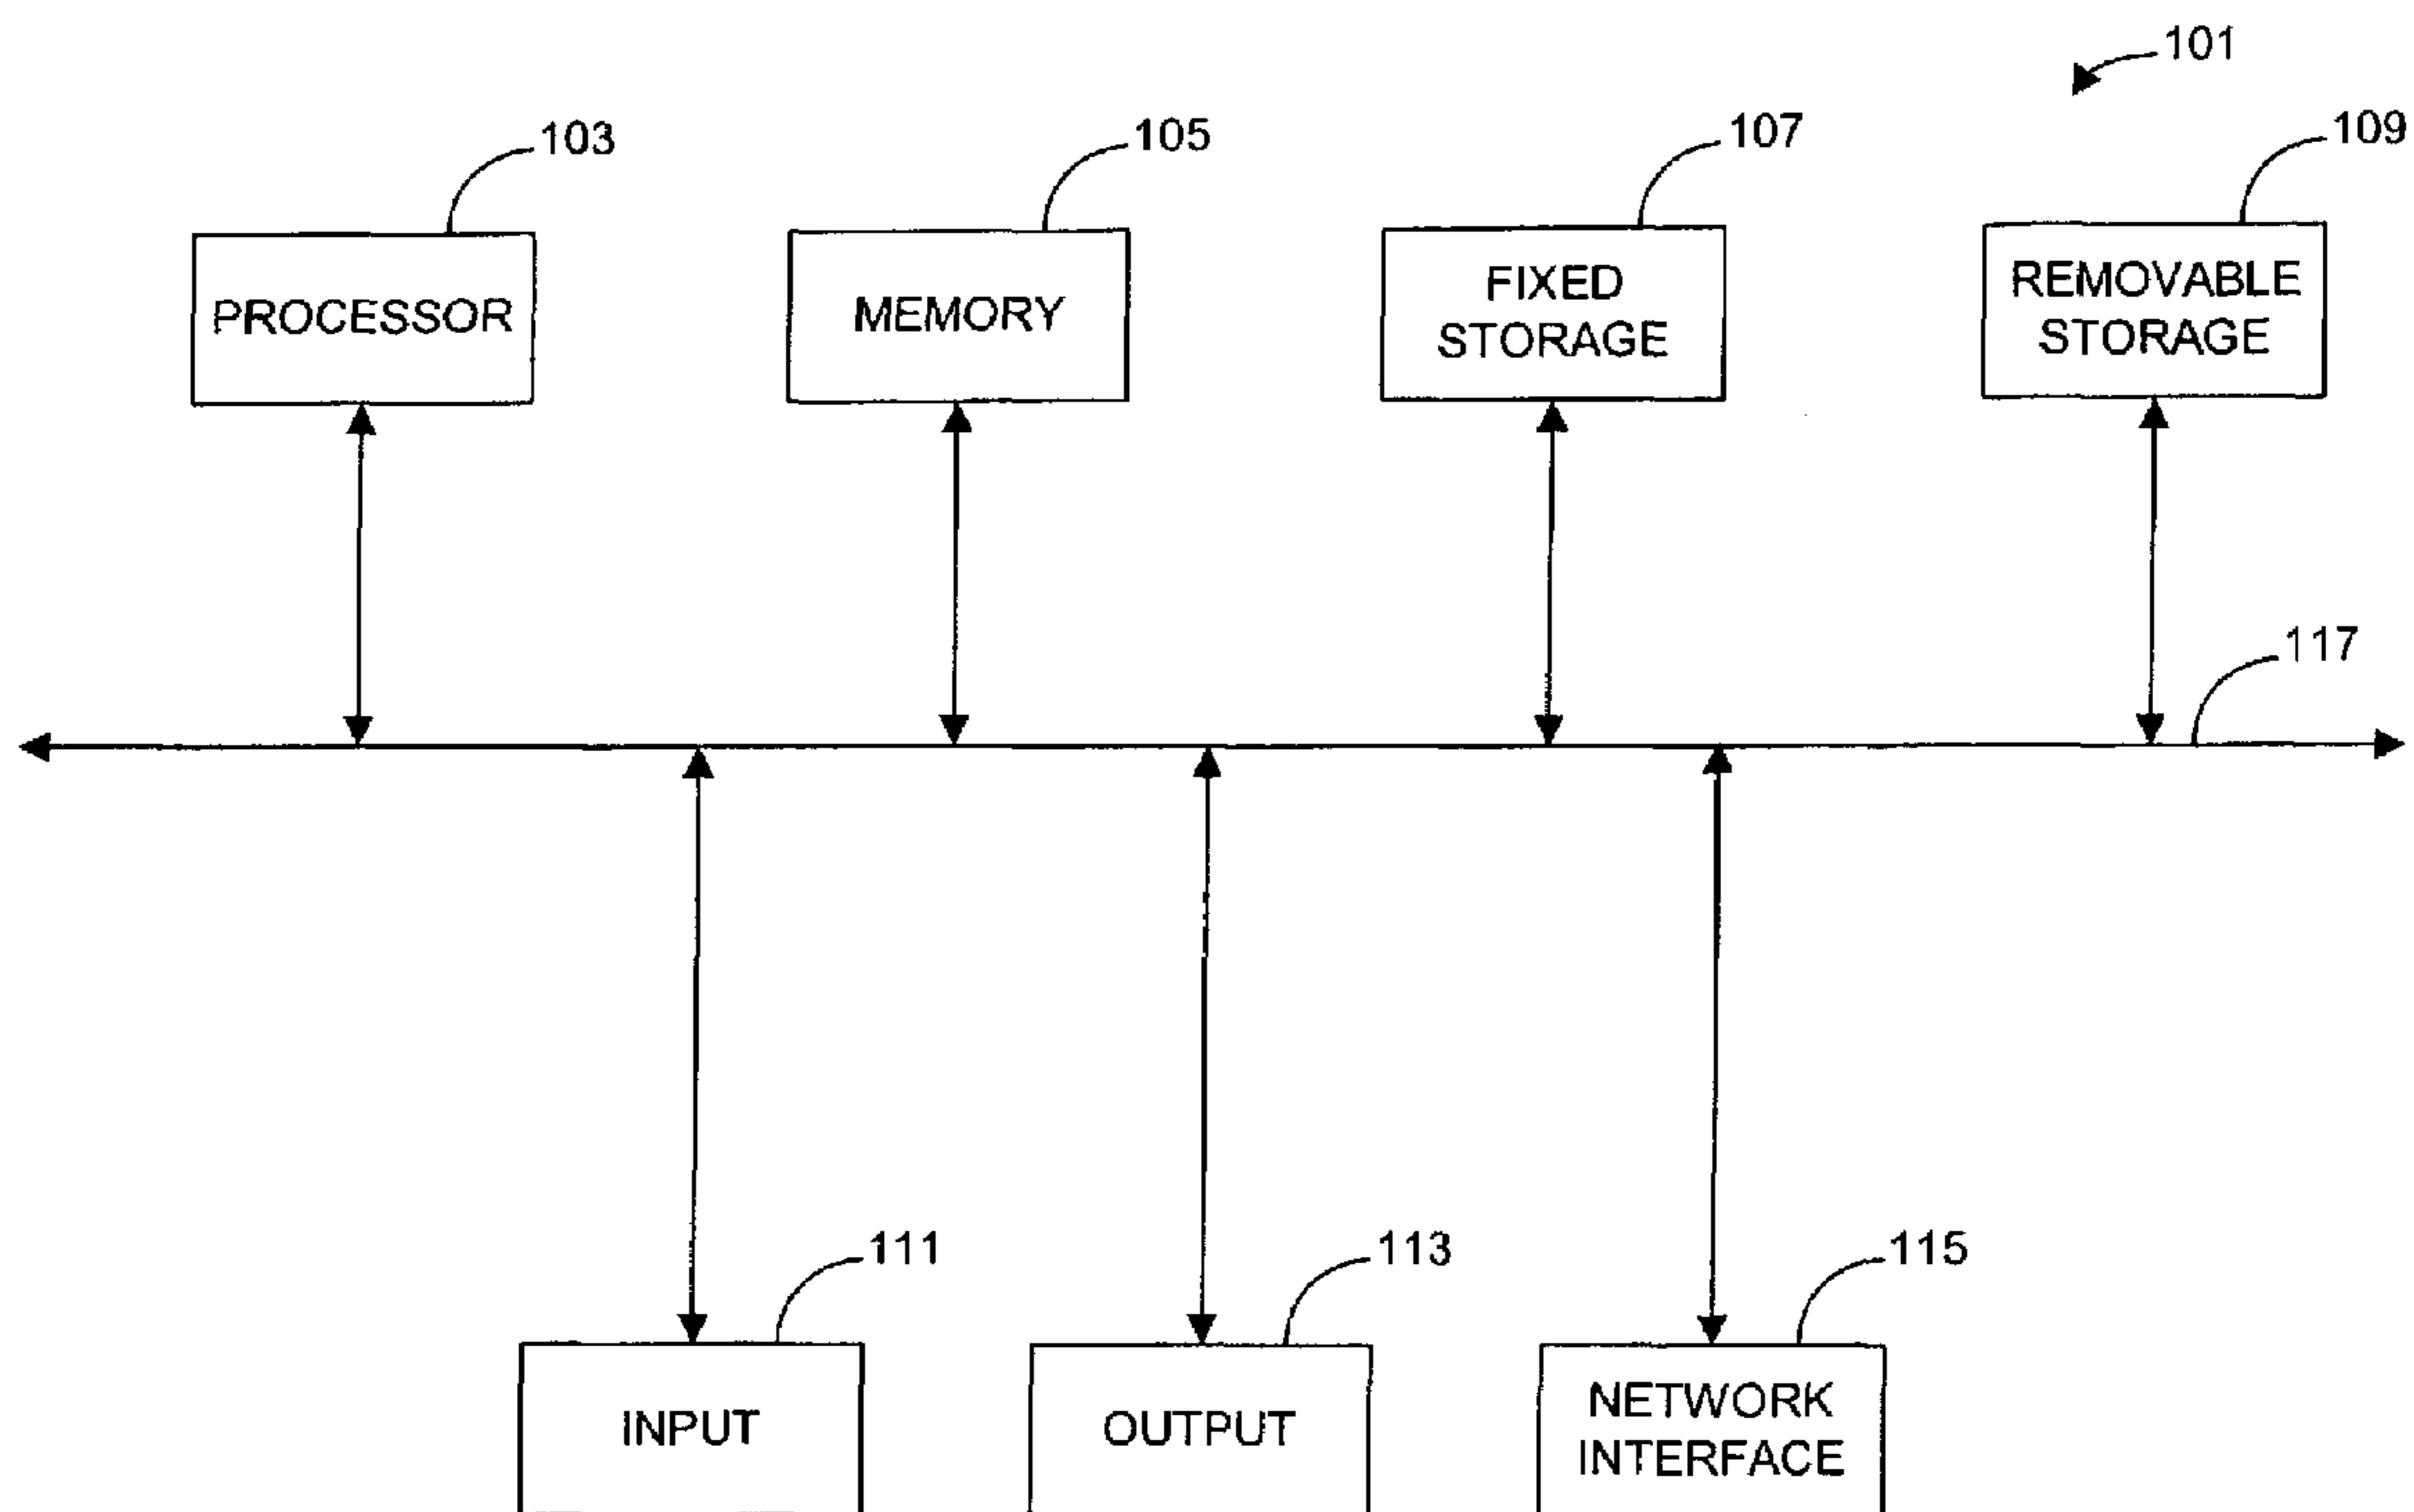 101
103
105
107
109
PROCESSOR
MEMORY
FIXED
STORAGE
REMOVABLE
STORAGE
117
111
113
115
INPUT
OUTPUT
NETWORK
INTERFACE